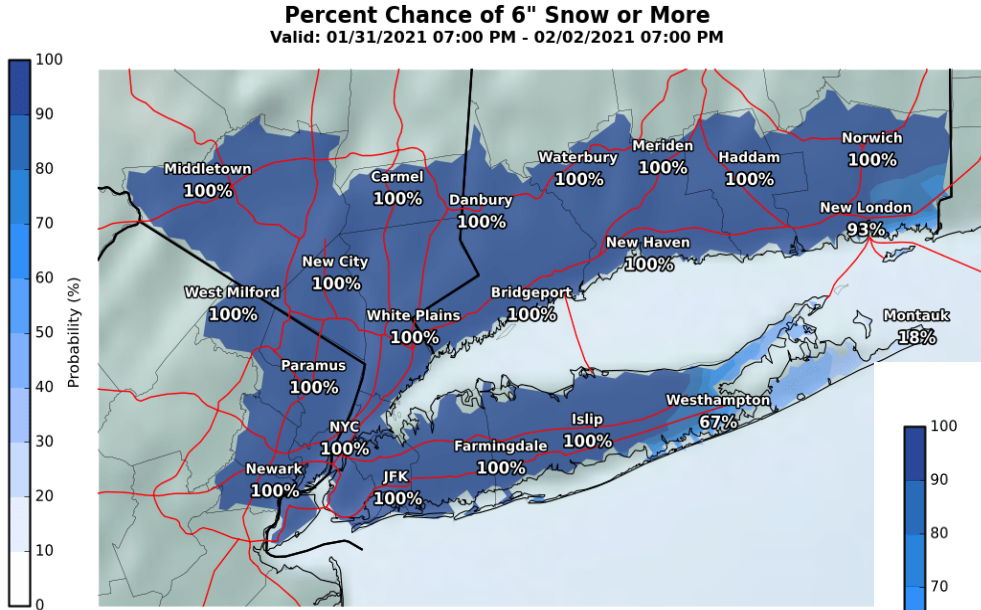 Percent Chance of 6" Snow or More
Valid: 01/31/2021 07:00 PM - 02/02/2021 07:00 PM
100
90
80
70
60
50
40
30
20
10
0
Probability (%)
Middletown
100%
Carmel
100%
Danbury
100%
Waterbury
100%
Meriden
100%
Haddam
100%
Norwich
100%
New London
93%
New Haven
100%
New City
100%
West Milford
100%
White Plains
100%
Bridgeport
100%
Montauk
18%
Paramus
100%
Westhampton
67%
NYC
100%
Islip
100%
Farmingdale
100%
Newark
100%
JFK
100%
100
90
80
70